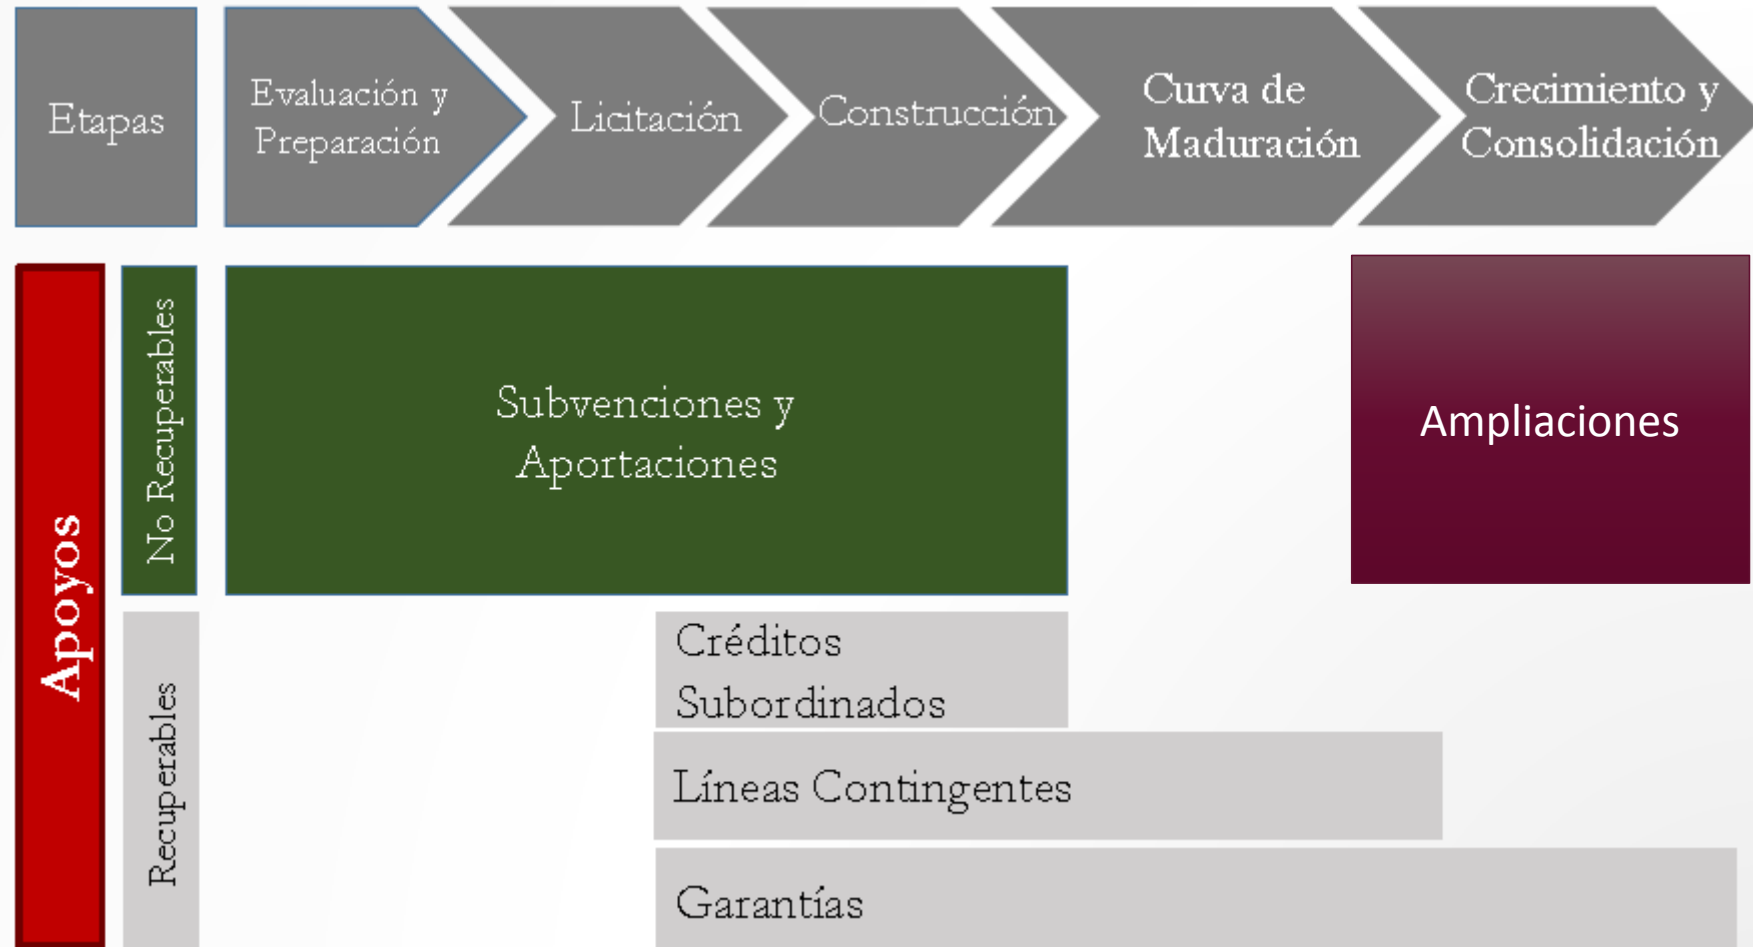 Etapas
Evaluación y
Preparación
Licitación
Construcción
Curva de
Maduración
Crecimiento y
Consolidación
Apoyos
No Recuperables
Subvenciones y
Aportaciones
Ampliaciones
Recuperables
Créditos
Subordinados
Líneas Contingentes
Garantías